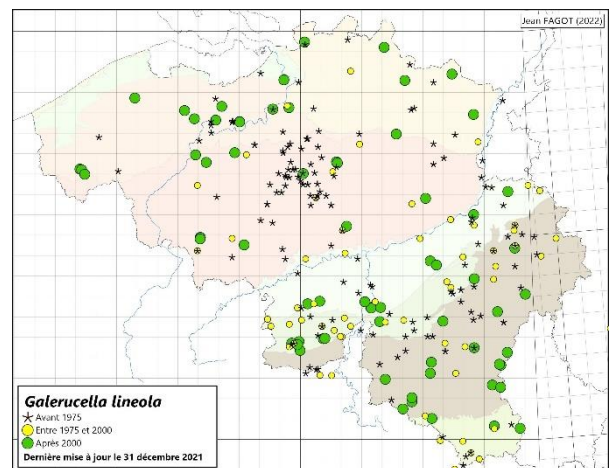 Jean FAGOT (2022)
Galerucella lineola
Avant 1975
Entre 1975 et 2000
Après 2000
Dernière mise à jour le 31 décembre 2021